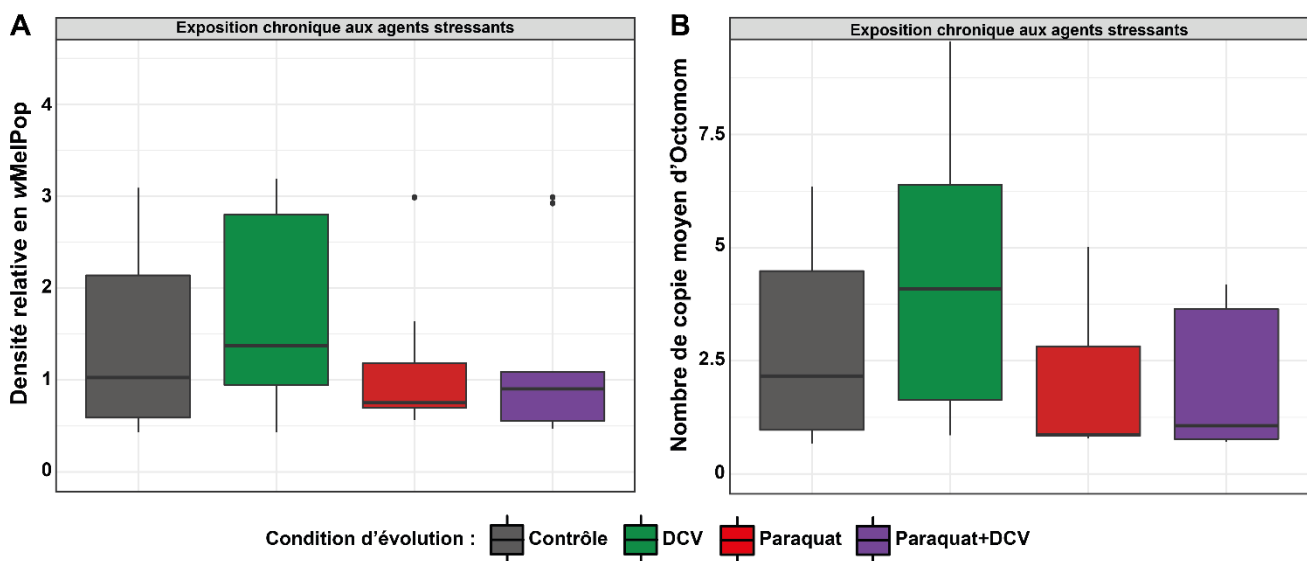 A
Exposition chronique aux agents stressants
Densité relative en wMelPop
4
3
2
1
0
B
Exposition chronique aux agents stressants
Nombre de copie moyen d'Octomom
7.5
5
2.5
0
Condition d'évolution : Contrôle DCV Paraquat Paraquat+DCV